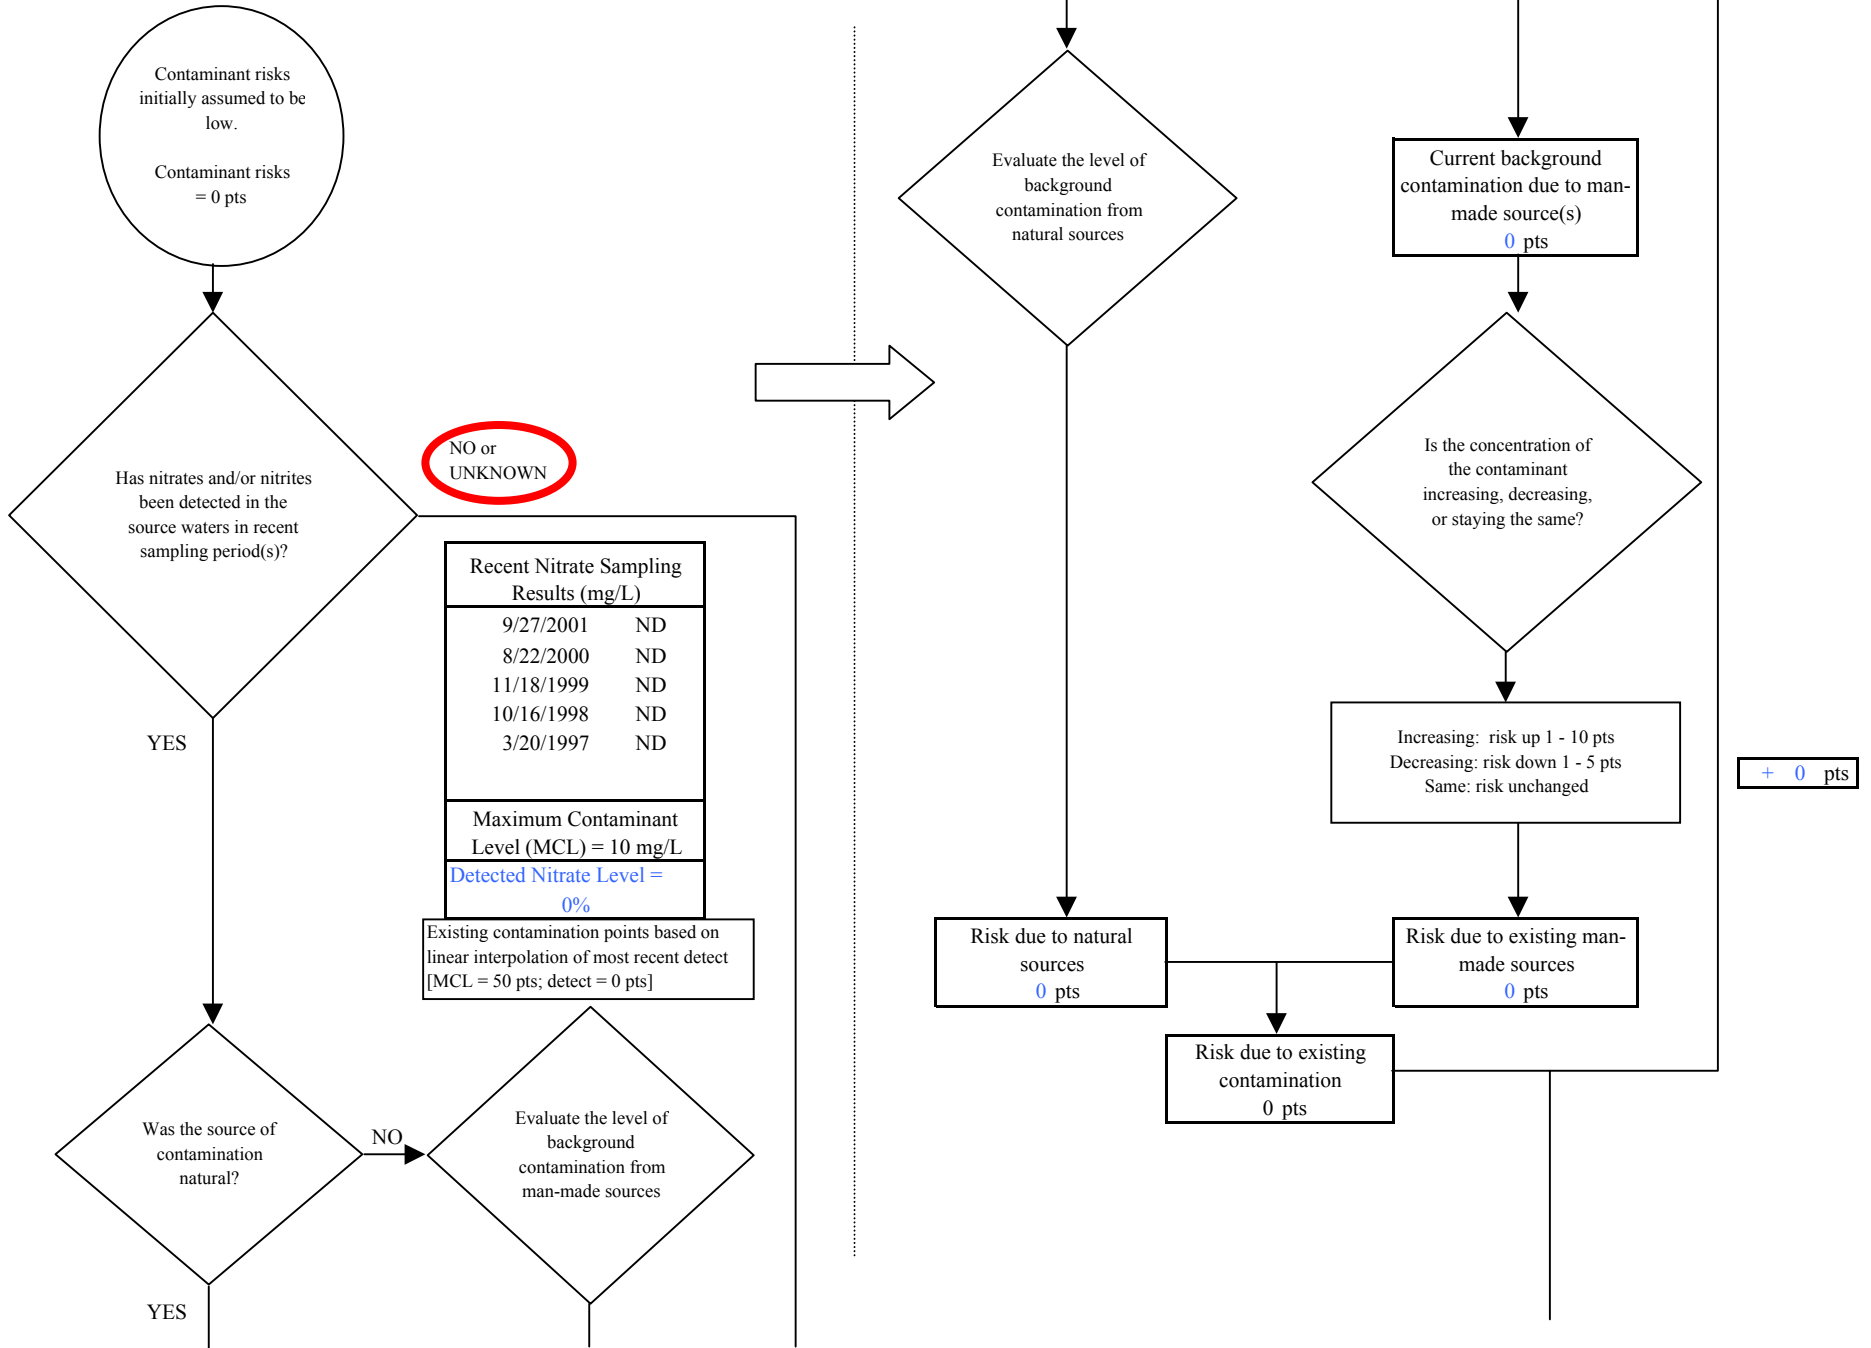 Contaminant risks
initially assumed to be
low.
Contaminant risks
= 0 pts
Has nitrates and/or nitrites
been detected in the
source waters in recent
sampling period(s)?
NO or
UNKNOWN
YES
Recent Nitrate Sampling
Results (mg/L)
9/27/2001 ND
8/22/2000 ND
11/18/1999 ND
10/16/1998 ND
3/20/1997 ND
Maximum Contaminant
Level (MCL) = 10 mg/L
Detected Nitrate Level =
0%
Existing contamination points based on
linear interpolation of most recent detect
[MCL = 50 pts; detect = 0 pts]
Was the source of
contamination
natural?
NO
YES
Evaluate the level of
background
contamination from
man-made sources
Evaluate the level of
background
contamination from
natural sources
Current background
contamination due to man-
made source(s)
0 pts
Is the concentration of
the contaminant
increasing, decreasing,
or staying the same?
Increasing: risk up 1 - 10 pts
Decreasing: risk down 1 - 5 pts
Same: risk unchanged
+ 0 pts
Risk due to natural
sources
0 pts
Risk due to existing man-
made sources
0 pts
Risk due to existing
contamination
0 pts